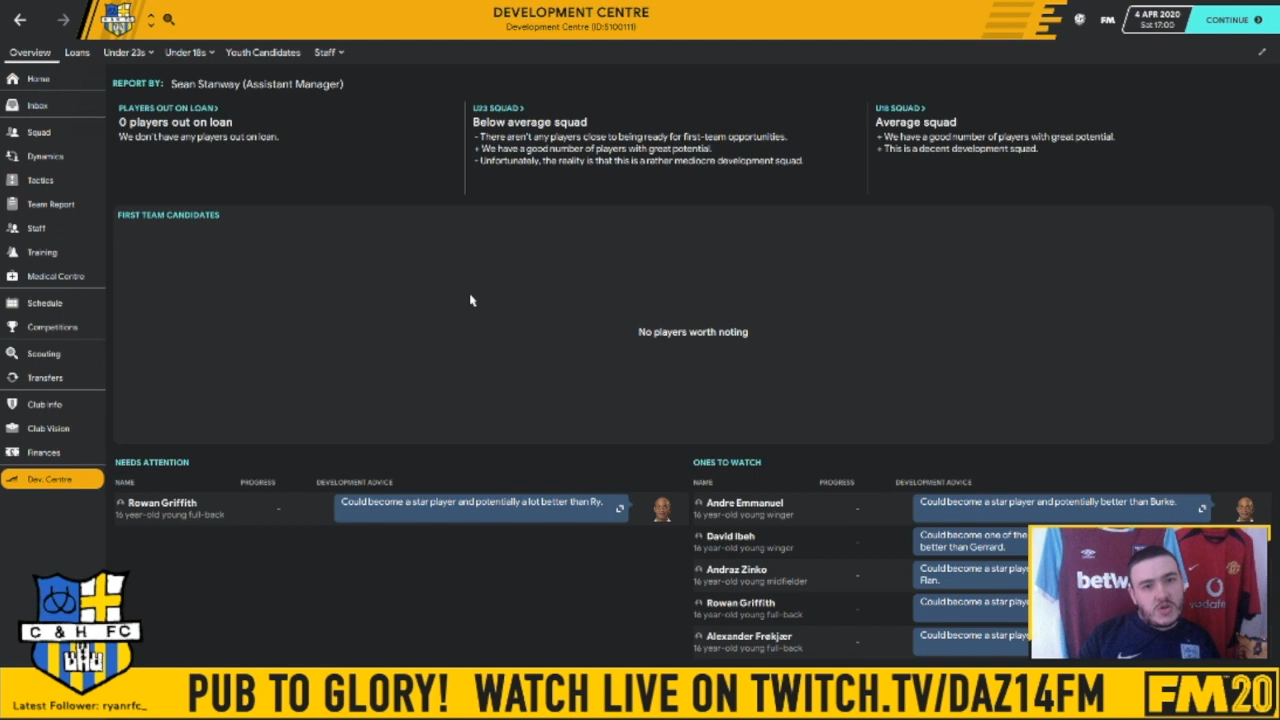 DEVELOPMENT CENTRE
Development Centre (ID:5100111)
FM
4 APR 2020
Sat 17:00
CONTINUE
Overview Loans Under 23s Under 18s Youth Candidates Staff
Home
Inbox
Squad
Dynamics
Tactics
Team Report
Staff
Training
Medical Centre
Schedule
Competitions
Scouting
Transfers
Club Info
Club Vision
Finances
Dev. Centre
REPORT BY: Sean Stanway (Assistant Manager)
PLAYERS OUT ON LOAN>
0 players out on loan
We don't have any players out on loan.
U23 SQUAD>
Below average squad
- There aren't any players close to being ready for first-team opportunities.
+ We have a good number of players with great potential.
- Unfortunately, the reality is that this is a rather mediocre development squad.
U18 SQUAD>
Average squad
+ We have a good number of players with great potential.
+ This is a decent development squad.
FIRST TEAM CANDIDATES
No players worth noting
NEEDS ATTENTION
NAME PROGRESS DEVELOPMENT ADVICE
Rowan Griffith
16 year-old young full-back
-
Could become a star player and potentially a lot better than Ry.
ONES TO WATCH
NAME PROGRESS DEVELOPMENT ADVICE
Andre Emmanuel
16 year-old young winger
-
Could become a star player and potentially better than Burke.
David Ibeh
16 year-old young winger
-
Could become one of the
better than Gerrard.
Andraz Zinko
16 year-old young midfielder
-
Could become a star playe
Flan.
Rowan Griffith
16 year-old young full-back
-
Could become a star playe
Alexander Frøkjær
16 year-old young full-back
-
Could become a star playe
betw
vodafone
C & H FC
Latest Follower: ryanrfc_
PUB TO GLORY! WATCH LIVE ON TWITCH.TV/DAZ14FM
FM20